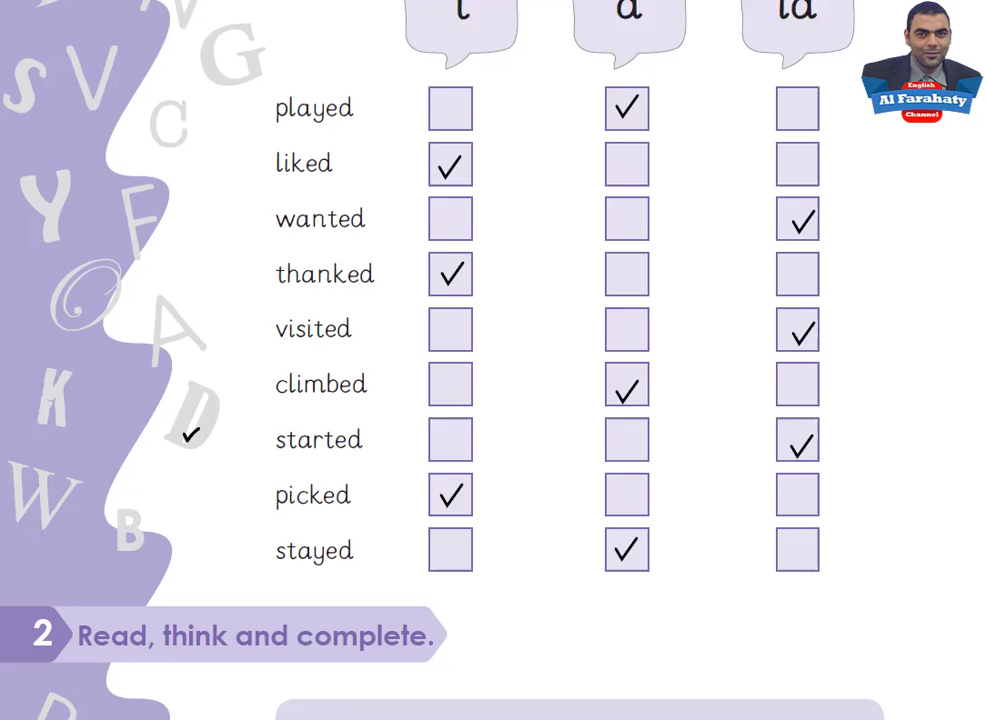 t d id
English
Al Farahaty
Channel
played
liked
wanted
thanked
visited
climbed
started
picked
stayed
2 Read, think and complete.
N
G
S
V
C
Y
F
O
A
K
D
W
B